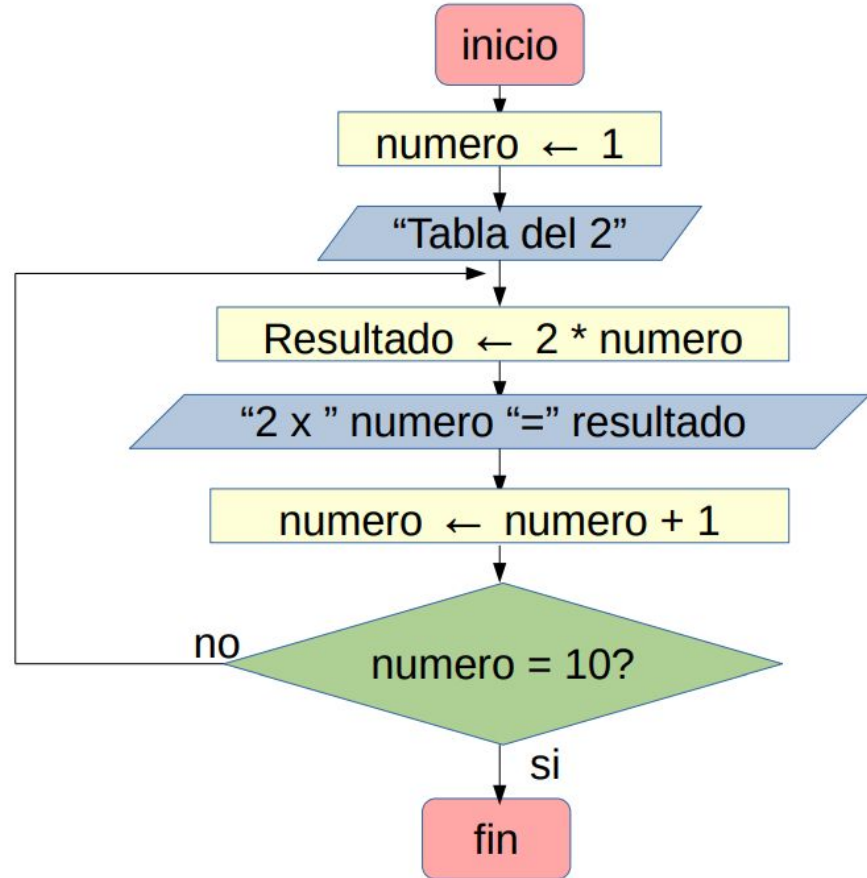 inicio
numero ← 1
“Tabla del 2”
Resultado ← 2 * numero
“2 x ” numero “=” resultado
numero ← numero + 1
no
numero = 10?
si
fin